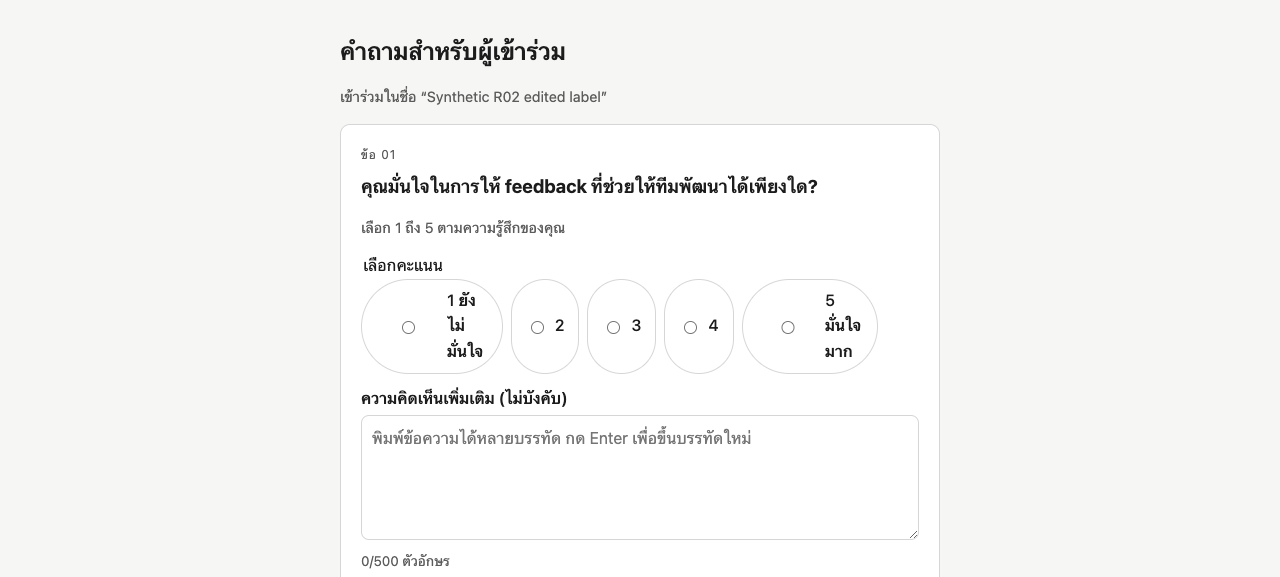 คำถามสำหรับผู้เข้าร่วม
เข้าร่วมในชื่อ “Synthetic R02 edited label”
ข้อ 01
คุณมั่นใจในการให้ feedback ที่ช่วยให้ทีมพัฒนาได้เพียงใด?
เลือก 1 ถึง 5 ตามความรู้สึกของคุณ
เลือกคะแนน
1 ยัง
ไม่
มั่นใจ
2
3
4
5
มั่นใจ
มาก
ความคิดเห็นเพิ่มเติม (ไม่บังคับ)
พิมพ์ข้อความได้หลายบรรทัด กด Enter เพื่อขึ้นบรรทัดใหม่
0/500 ตัวอักษร